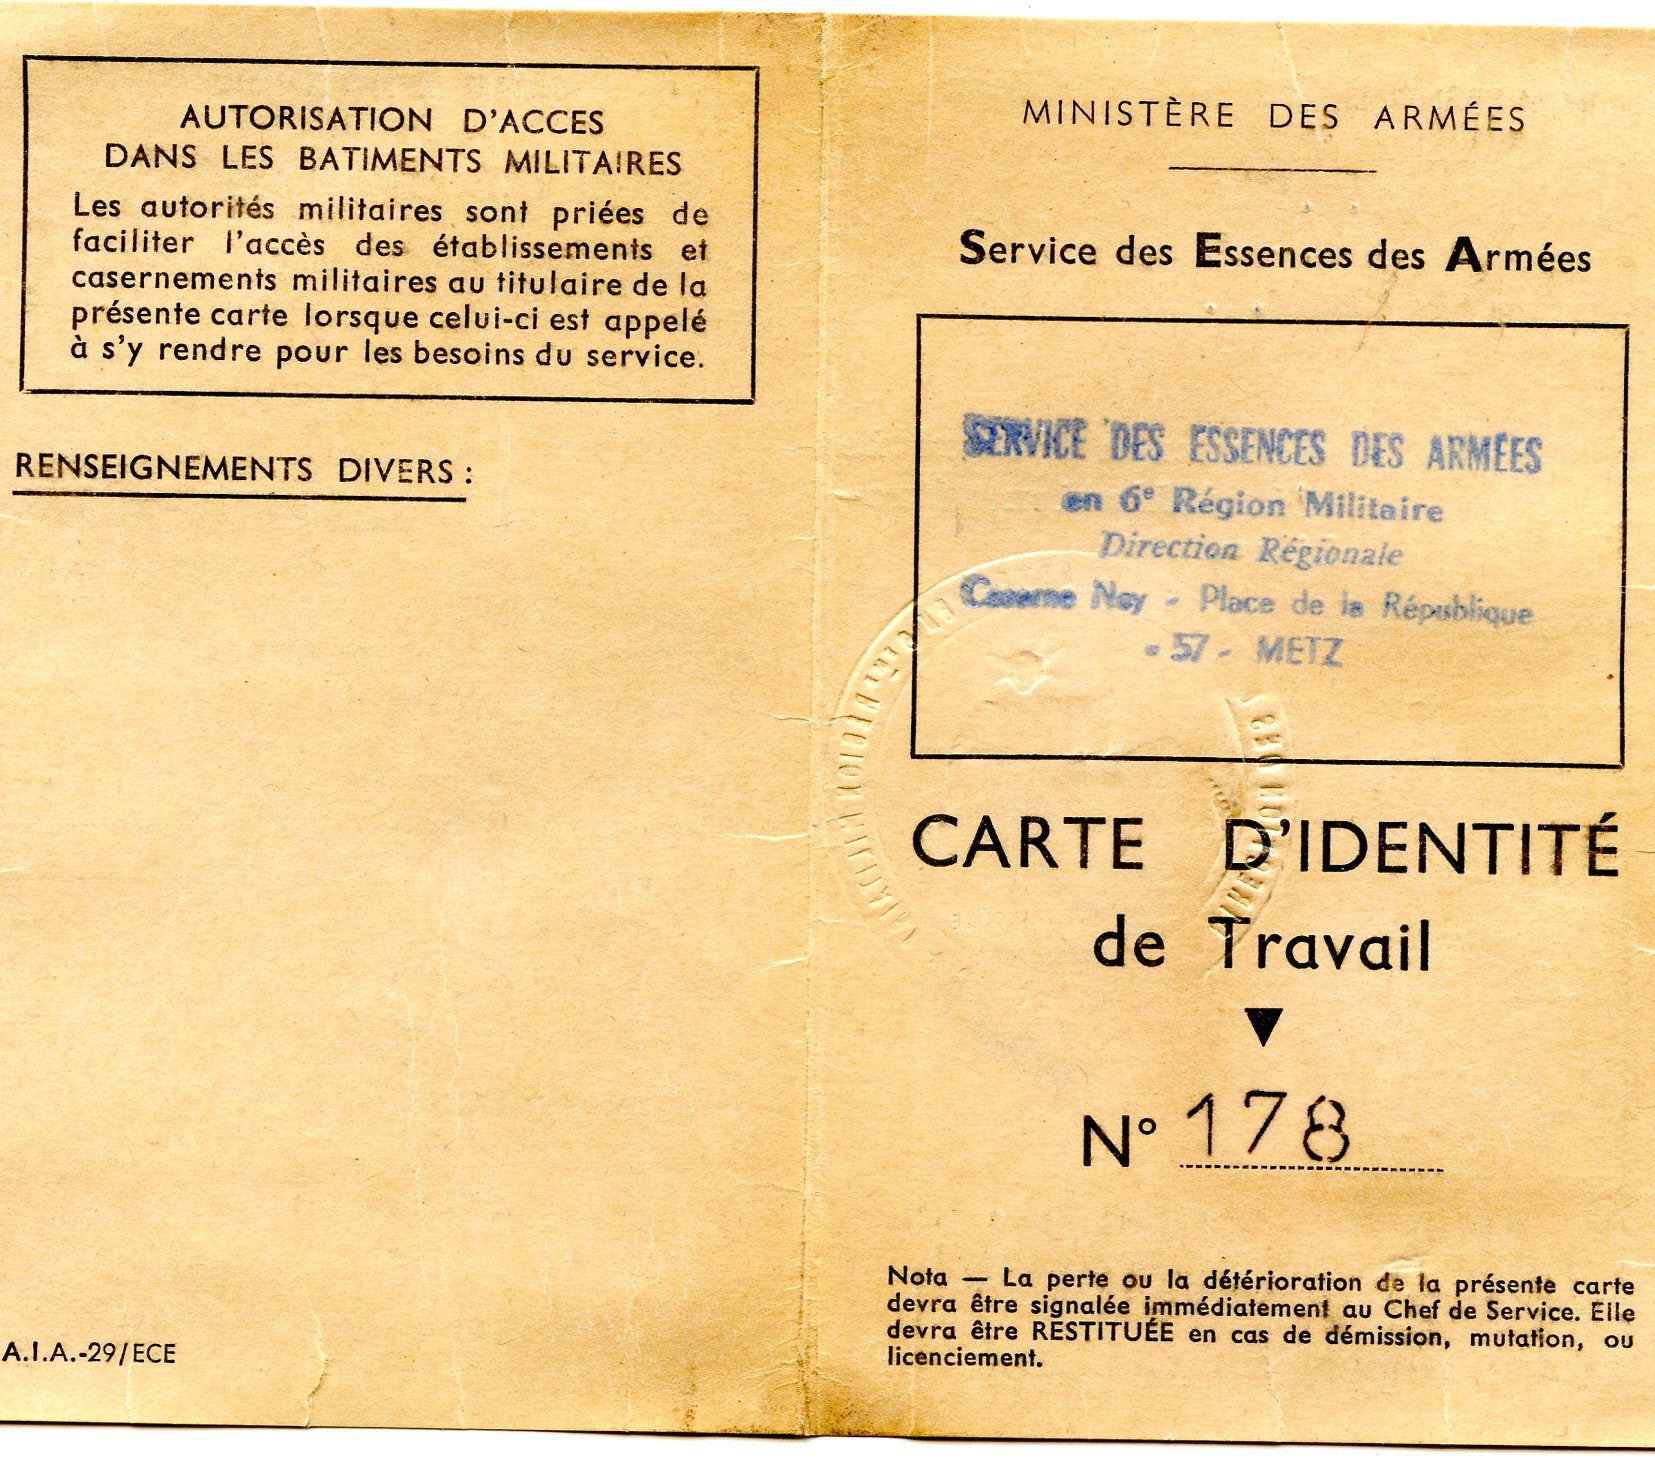 AUTORISATION D'ACCES
DANS LES BATIMENTS MILITAIRES
Les autorités militaires sont priées de
faciliter l'accès des établissements et
casernements militaires au titulaire de la
présente carte lorsque celui-ci est appelé
à s'y rendre pour les besoins du service.
RENSEIGNEMENTS DIVERS :
A.I.A.-29/ECE
MINISTÈRE DES ARMÉES
Service des Essences des Armées
SERVICE DES ESSENCES DES ARMÉES
en 6e Région Militaire
Direction Régionale
Caserne Ney - Place de la République
- 57 - METZ
CARTE D'IDENTITÉ
de Travail
N° 178
Nota — La perte ou la détérioration de la présente carte
devra être signalée immédiatement au Chef de Service. Elle
devra être RESTITUÉE en cas de démission, mutation, ou
licenciement.